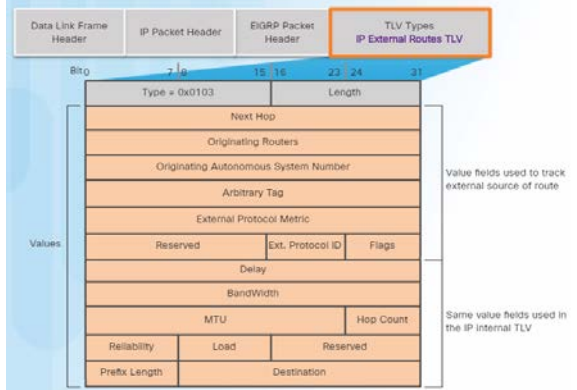 Data Link Frame
Header
IP Packet Header
EIGRP Packet
Header
TLV Types
IP External Routes TLV
Bit 0 7 8 15 16 23 24 31
Type = 0x0103 Length
Next Hop
Originating Routers
Originating Autonomous System Number
Arbitrary Tag
External Protocol Metric
Reserved Ext. Protocol ID Flags
Value fields used to track
external source of route
Values
Delay
BandWidth
MTU Hop Count
Reliability Load Reserved
Prefix Length Destination
Same value fields used in
the IP internal TLV